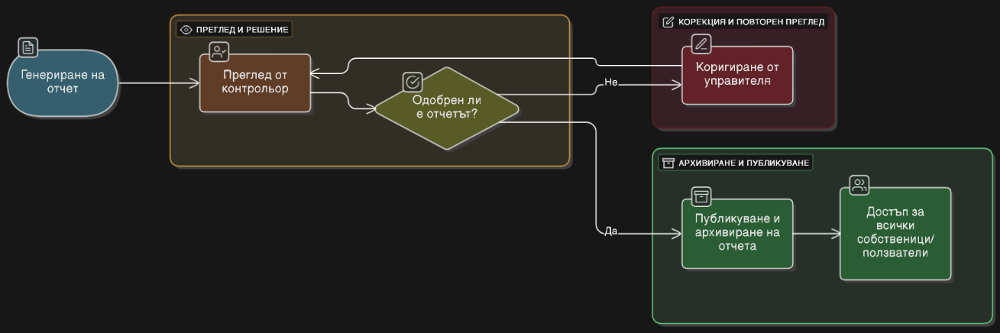 Генериране на
отчет
ПРЕГЛЕД И РЕШЕНИЕ
Преглед от
контрольор
Одобрен ли
е отчетът?
Не
Да
КОРЕКЦИЯ И ПОВТОРЕН ПРЕГЛЕД
Коригиране от
управителя
АРХИВИРАНЕ И ПУБЛИКУВАНЕ
Публикуване и
архивиране на
отчета
Достъп за
всички
собственици/
ползватели